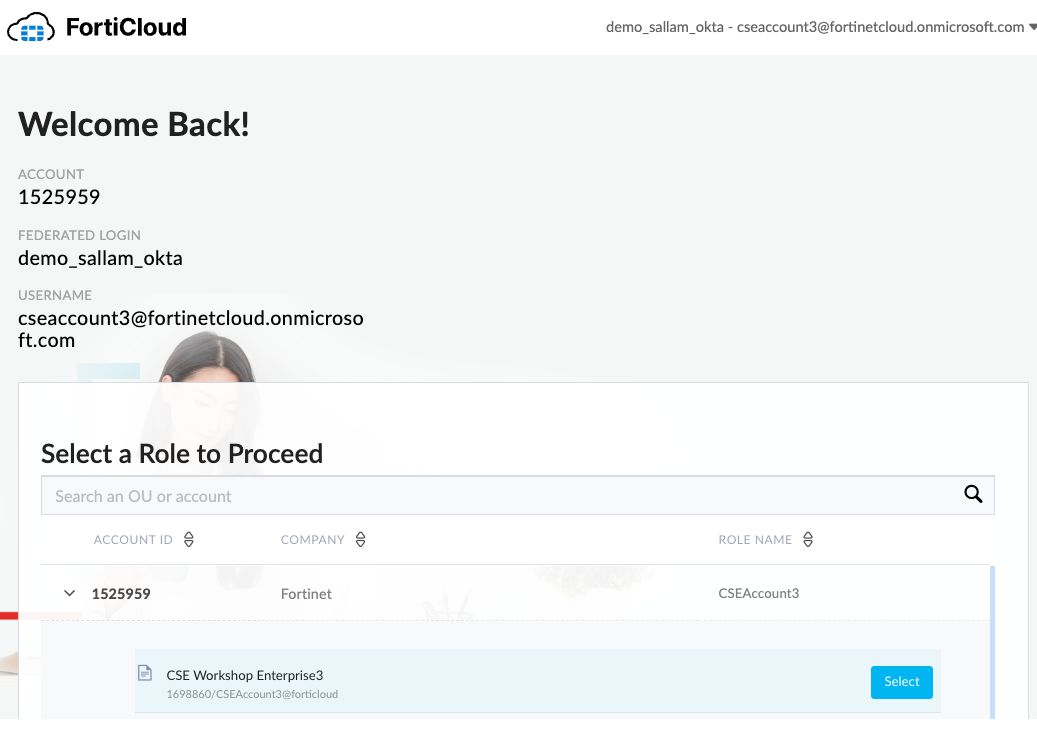 FortiCloud
demo_sallam_okta - cseaccount3@fortinetcloud.onmicrosoft.com
Welcome Back!
ACCOUNT
1525959
FEDERATED LOGIN
demo_sallam_okta
USERNAME
cseaccount3@fortinetcloud.onmicroso
ft.com
Select a Role to Proceed
Search an OU or account
ACCOUNT ID COMPANY ROLE NAME
1525959 Fortinet CSEAccount3
CSE Workshop Enterprise3
1698860/CSEAccount3@forticloud
Select